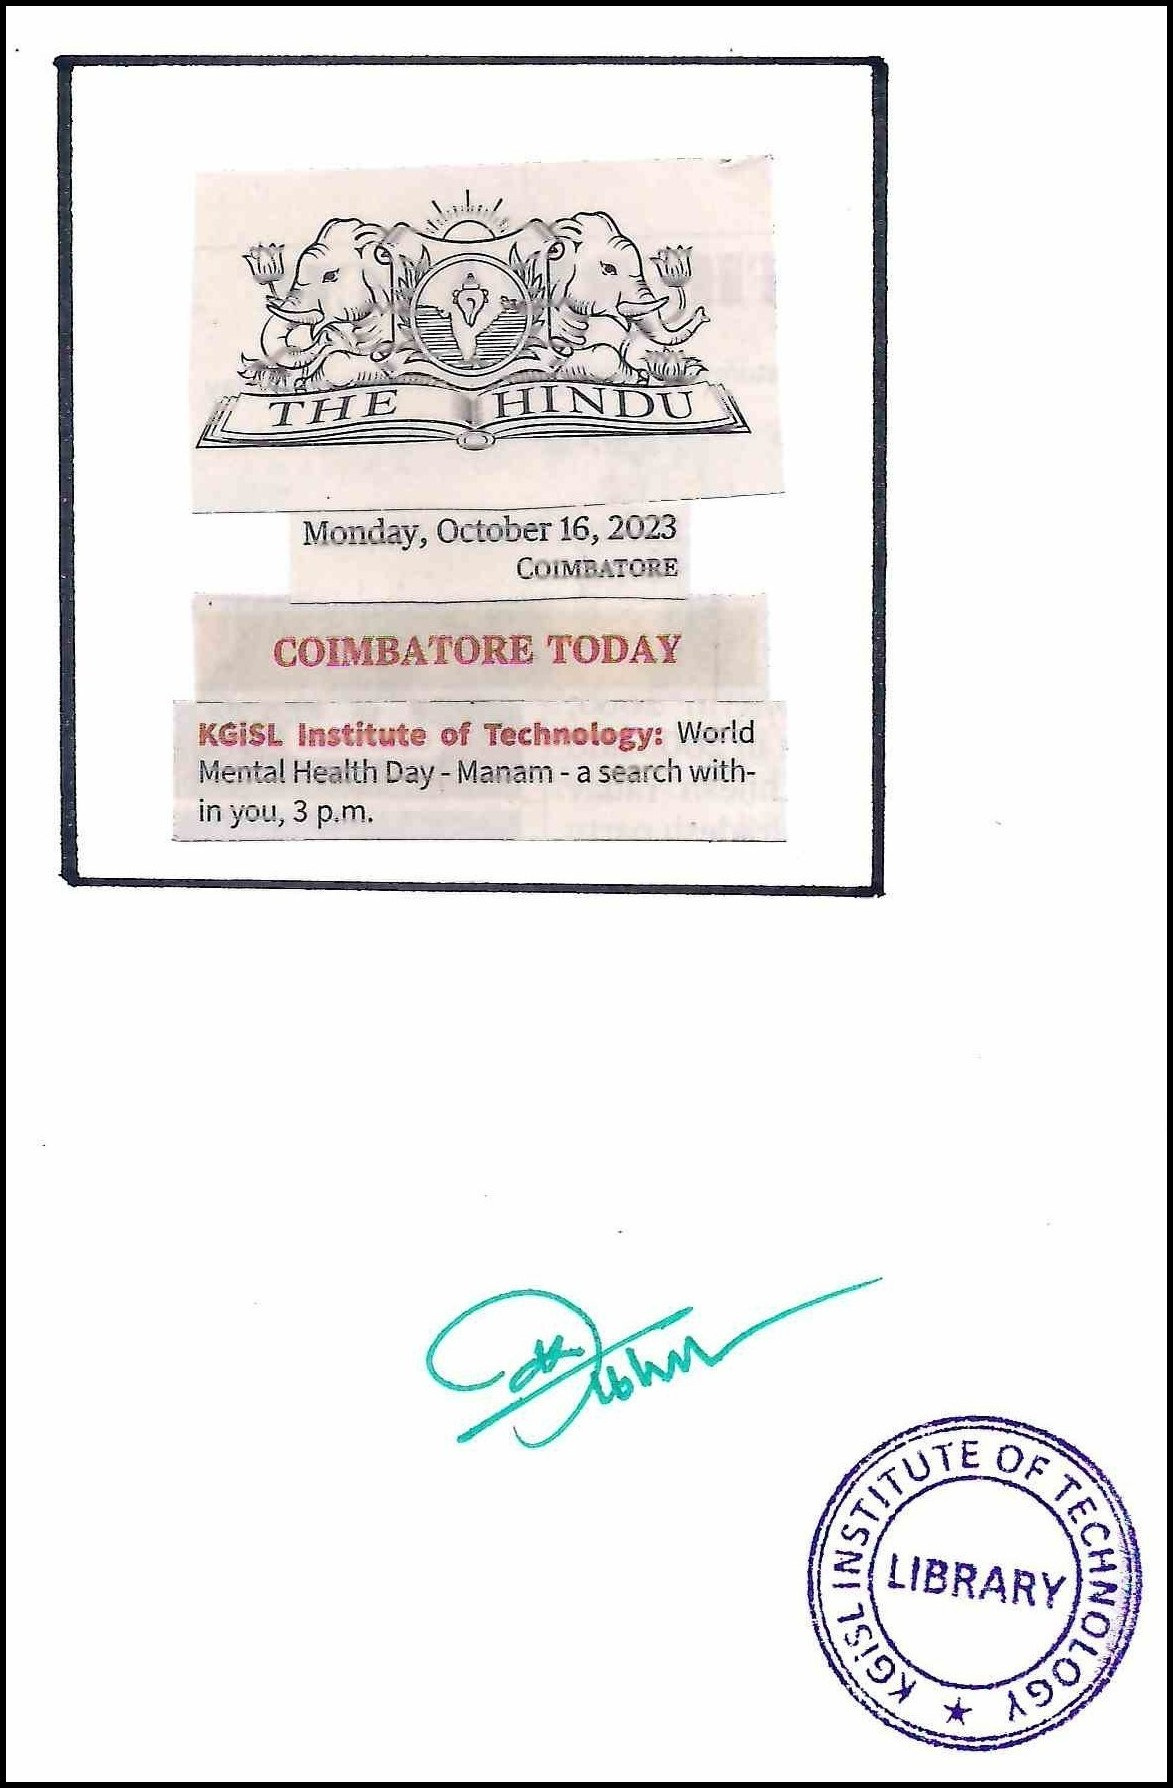 THE HINDU
Monday, October 16, 2023
COIMBATORE
COIMBATORE TODAY
KGiSL Institute of Technology: World
Mental Health Day - Manam - a search with-
in you, 3 p.m.
KGiSL INSTITUTE OF TECHNOLOGY
LIBRARY